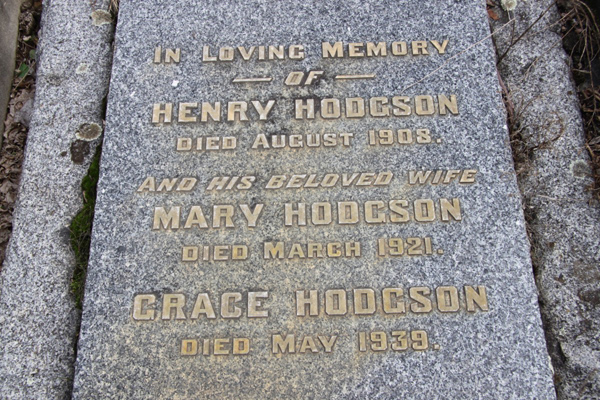 In Loving Memory
— OF —
Henry Hodgson
Died August 1908.
And his beloved wife
Mary Hodgson
Died March 1921.
Grace Hodgson
Died May 1939.